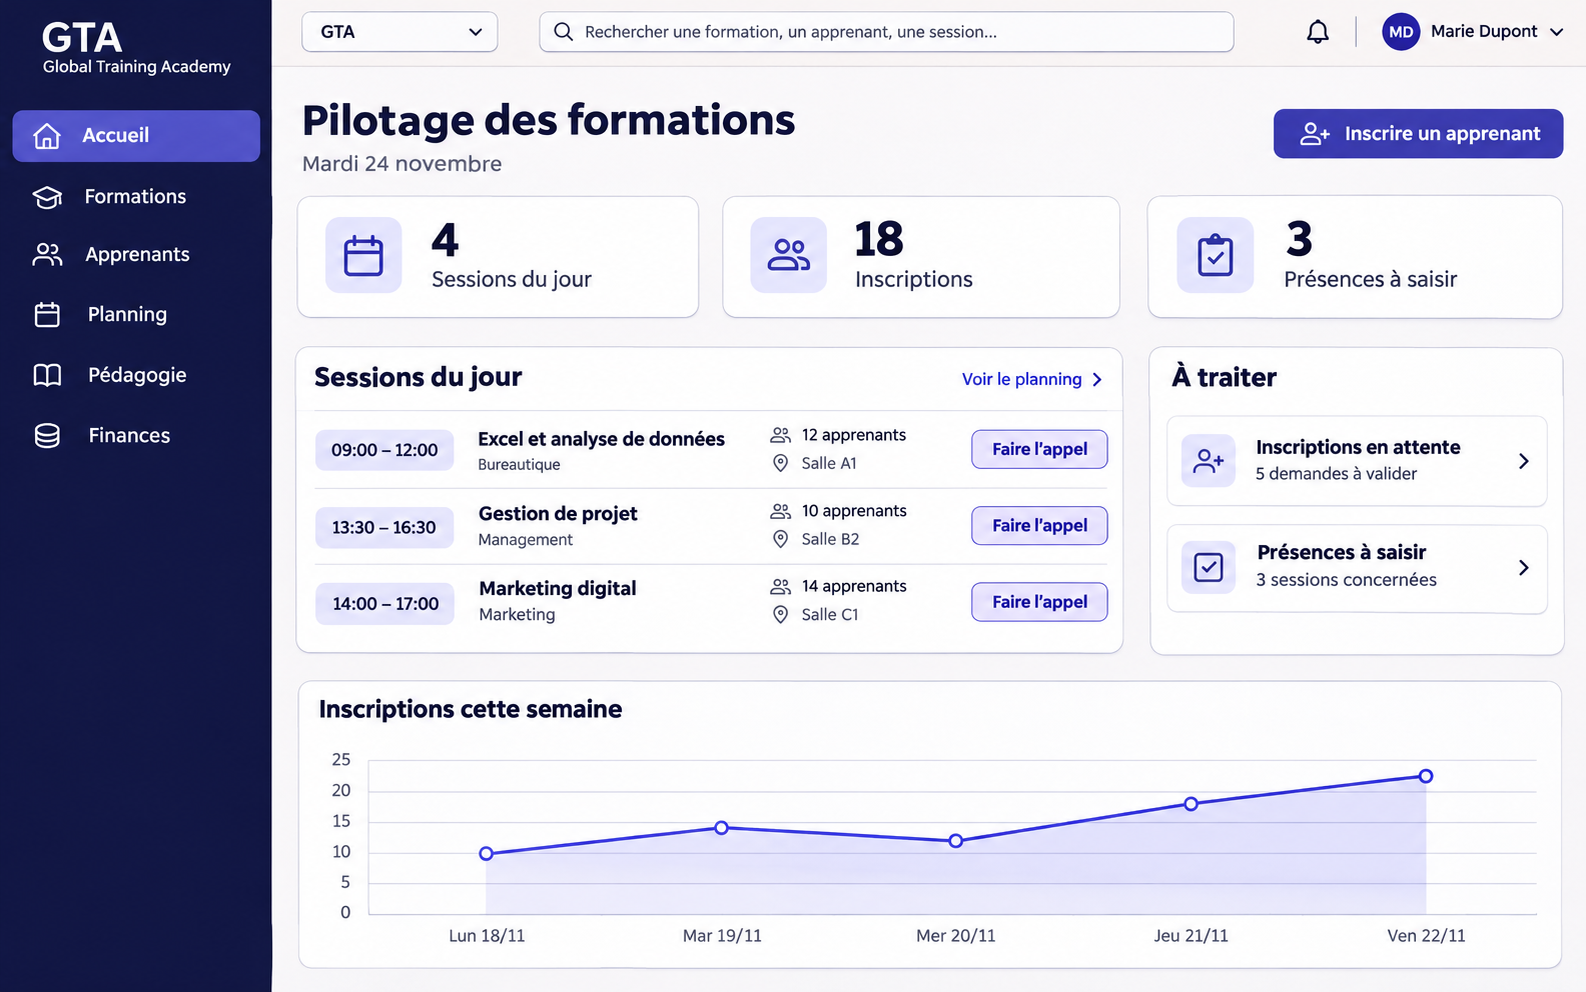 GTA
Global Training Academy
Accueil
Formations
Apprenants
Planning
Pédagogie
Finances
GTA
Rechercher une formation, un apprenant, une session...
MD
Marie Dupont
Pilotage des formations
Mardi 24 novembre
Inscrire un apprenant
4
Sessions du jour
18
Inscriptions
3
Présences à saisir
Sessions du jour
Voir le planning
09:00 – 12:00
Excel et analyse de données
Bureautique
12 apprenants
Salle A1
Faire l'appel
13:30 – 16:30
Gestion de projet
Management
10 apprenants
Salle B2
Faire l'appel
14:00 – 17:00
Marketing digital
Marketing
14 apprenants
Salle C1
Faire l'appel
À traiter
Inscriptions en attente
5 demandes à valider
Présences à saisir
3 sessions concernées
Inscriptions cette semaine
25
20
15
10
5
0
Lun 18/11
Mar 19/11
Mer 20/11
Jeu 21/11
Ven 22/11